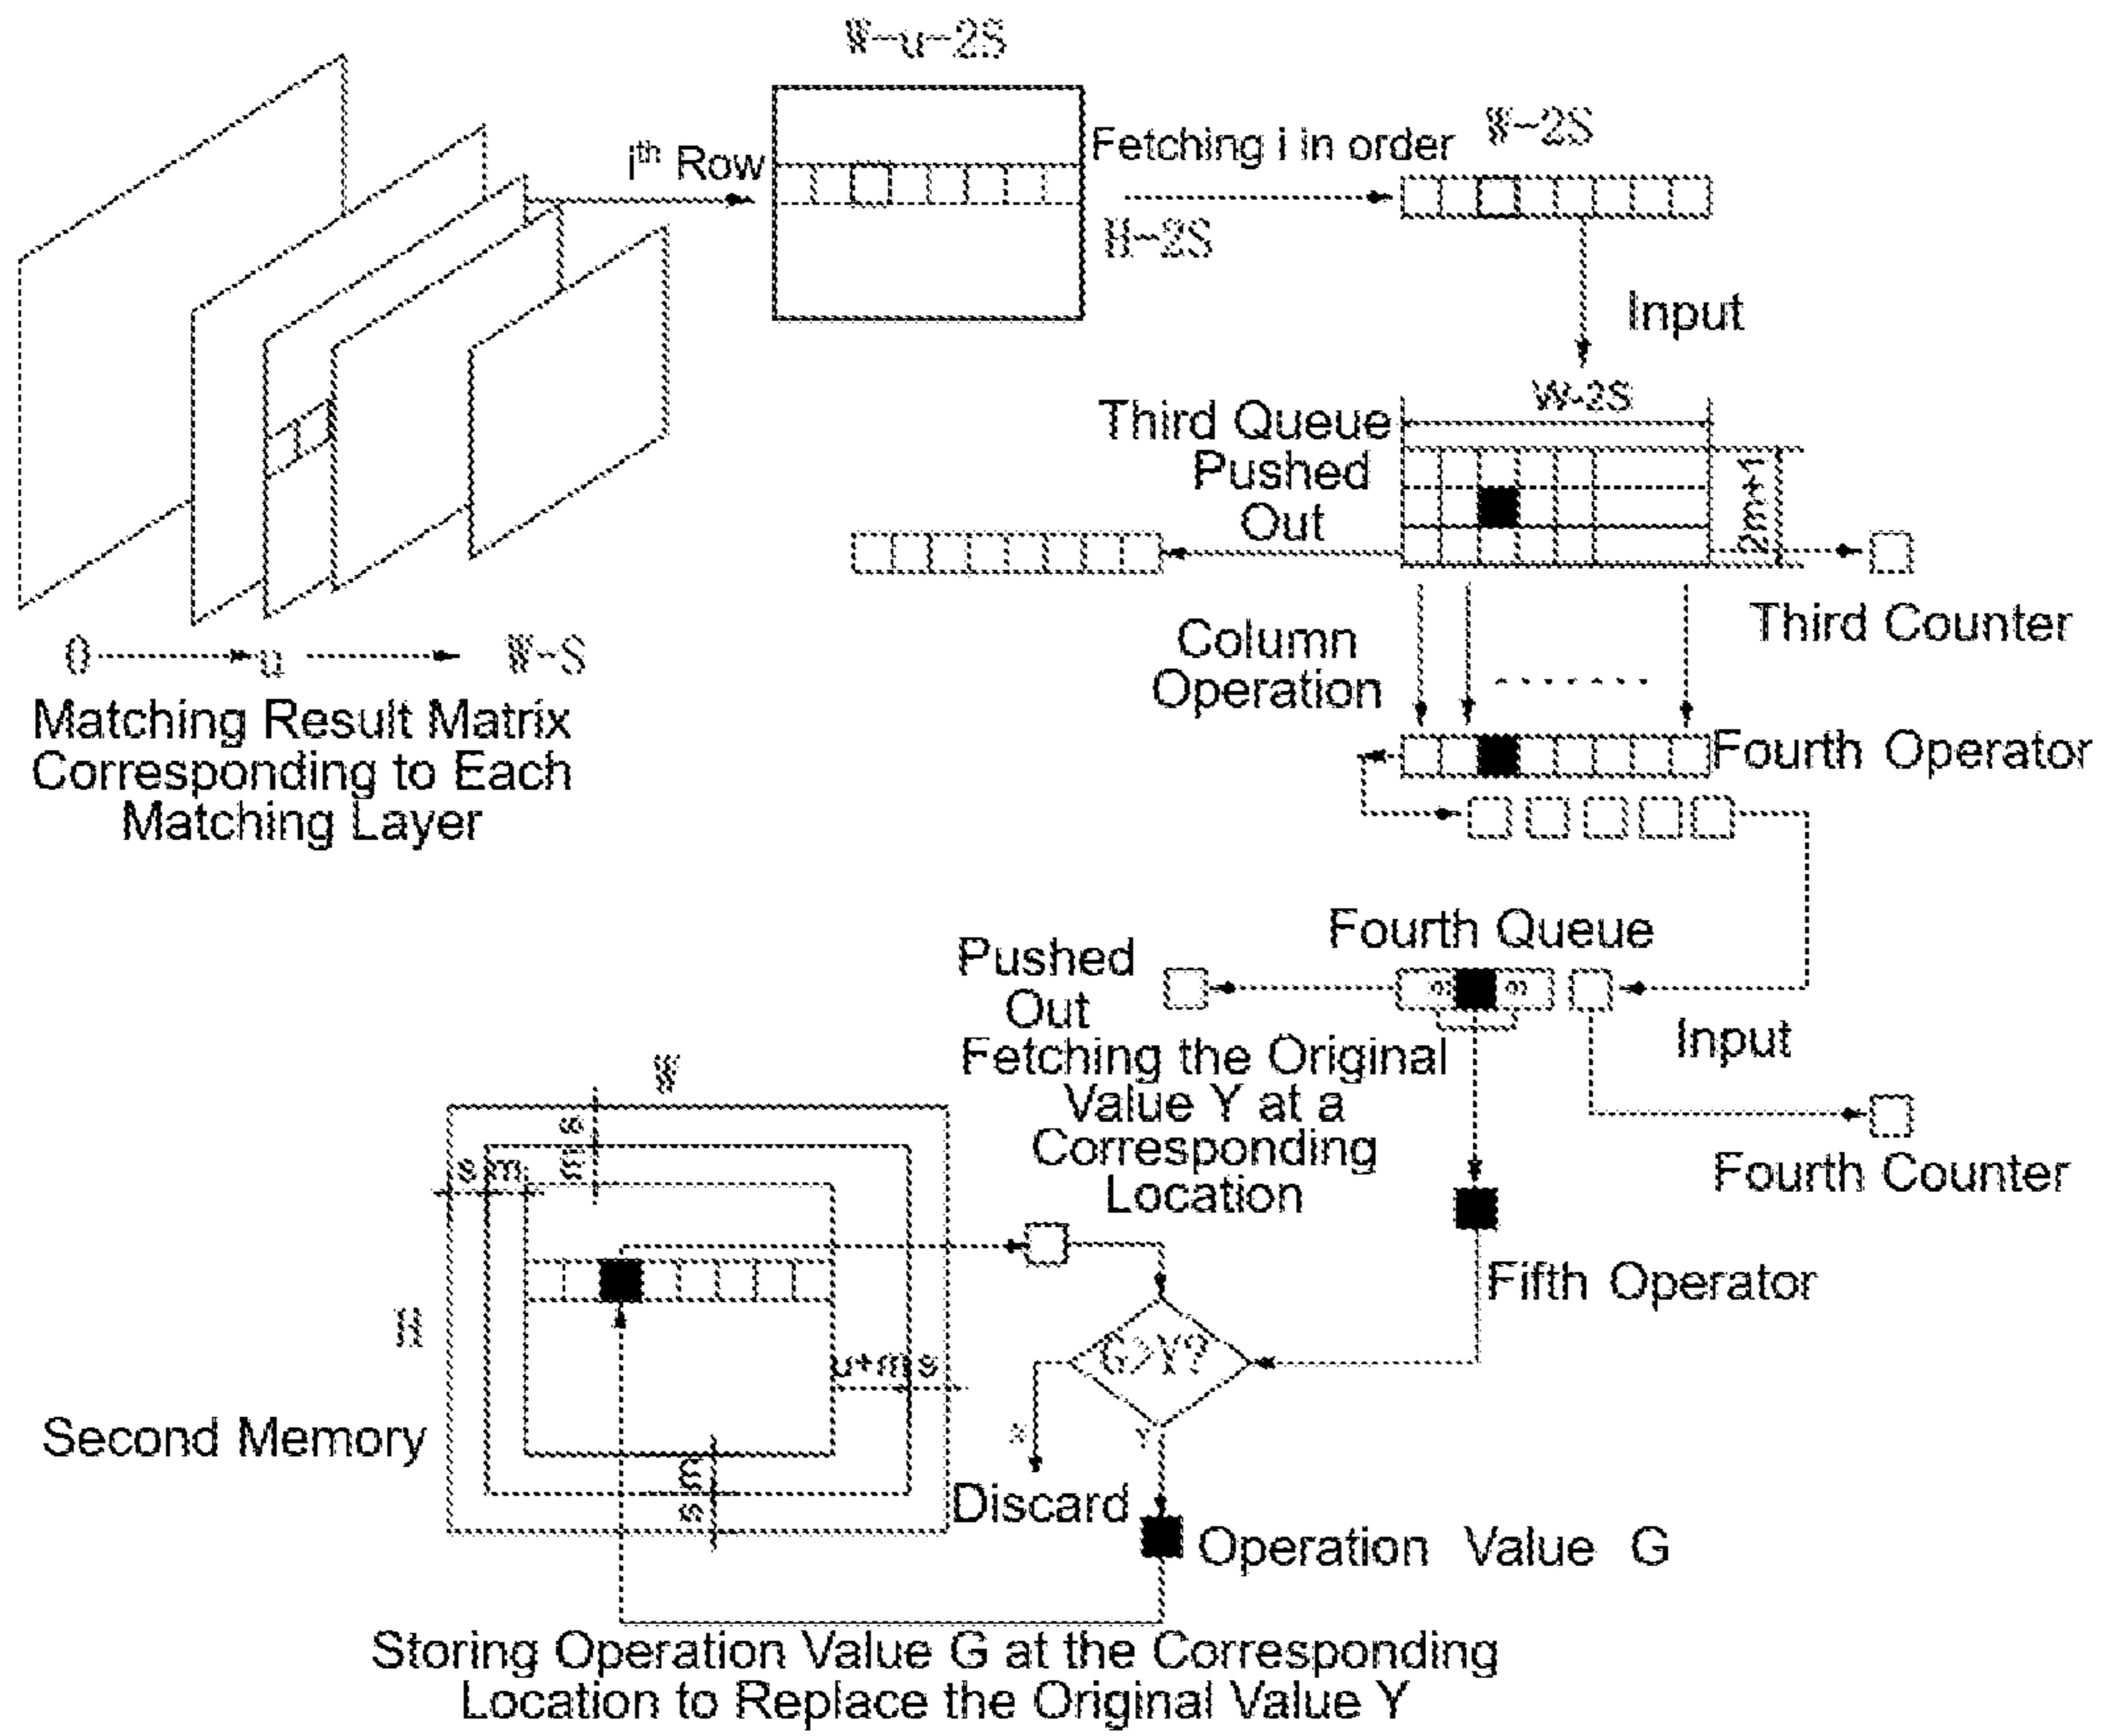 W-u-2S
ith Row
Fetching i in order
W-2S
H-2S
Input
W-2S
Third Queue
Pushed
Out
2m+1
Third Counter
Column
Operation
0
u
W-S
Matching Result Matrix
Corresponding to Each
Matching Layer
Fourth Operator
Fourth Queue
Pushed
Out
Input
Fetching the Original
Value Y at a
Corresponding
Location
Fourth Counter
W
s
m
s m
Fifth Operator
H
G>Y?
u+m s
Y
Second Memory
s m
Discard
Operation Value G
Storing Operation Value G at the Corresponding
Location to Replace the Original Value Y